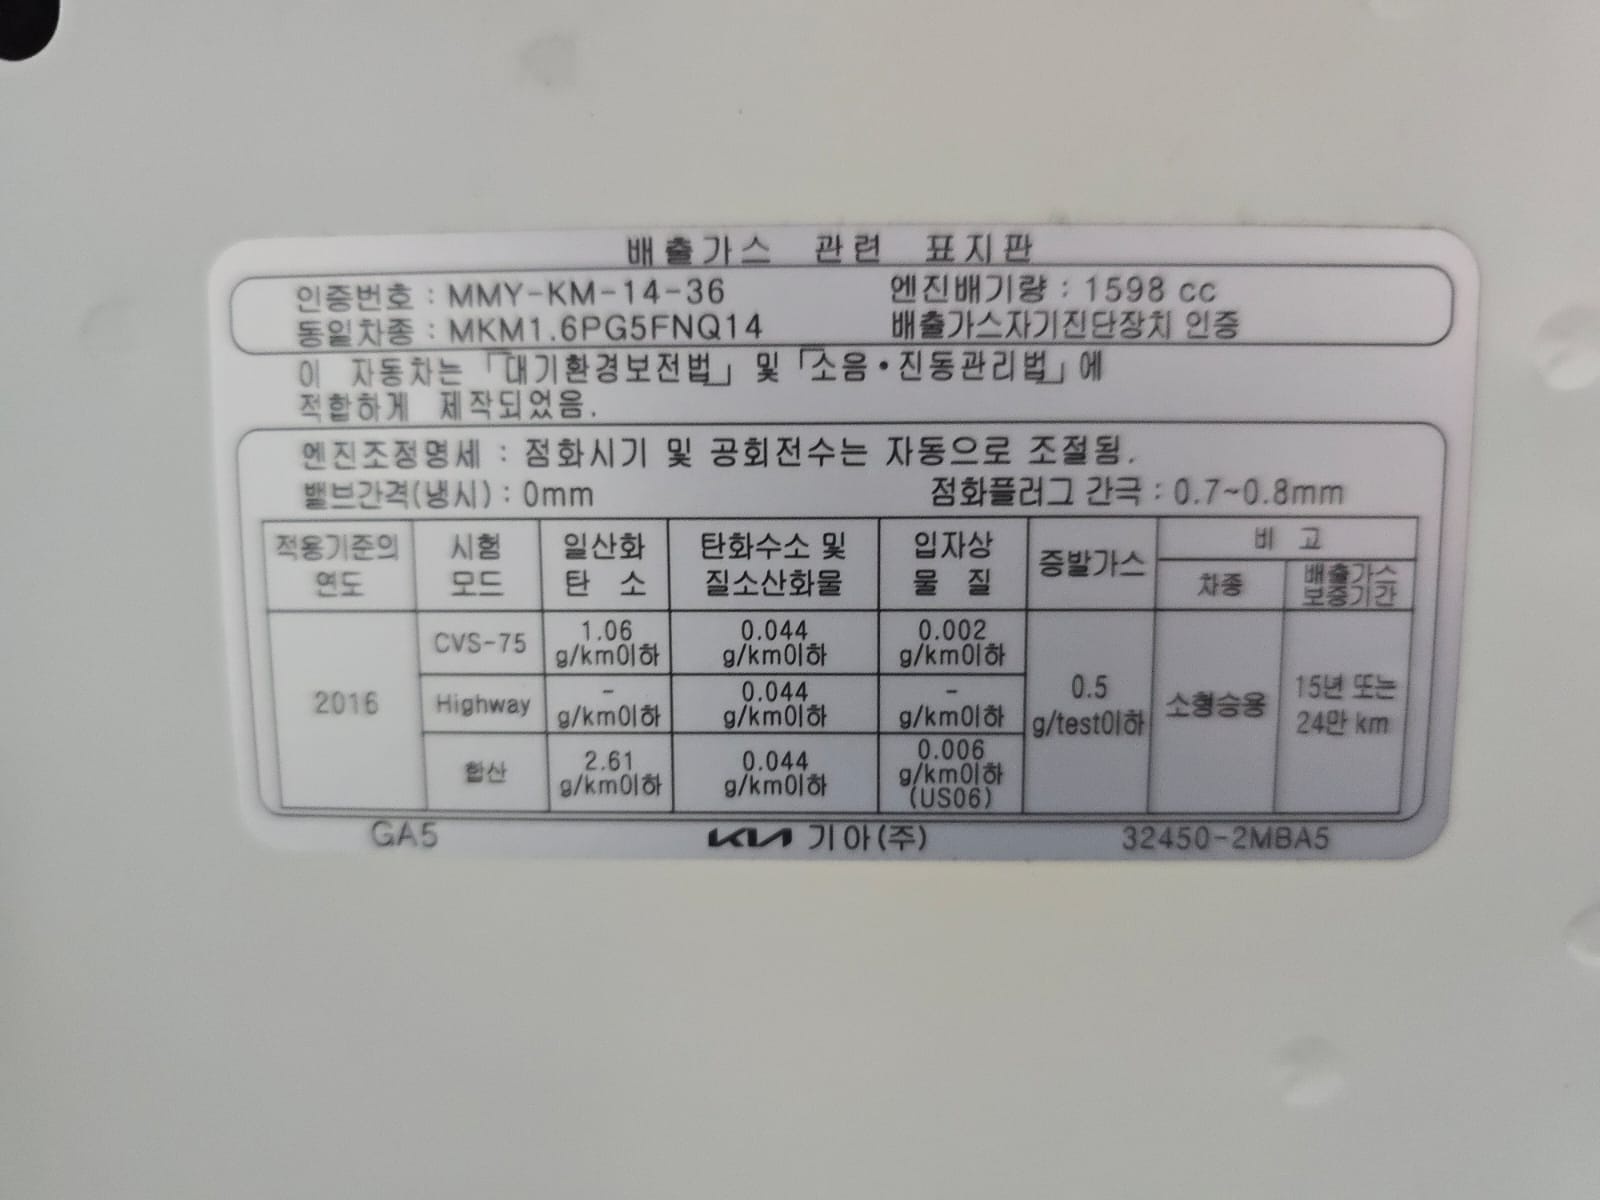 배출가스 관련 표지판
인증번호 : MMY-KM-14-36 엔진배기량 : 1598 cc
동일차종 : MKM1.6PG5FNQ14 배출가스자기진단장치 인증
이 자동차는 「대기환경보전법」 및 「소음·진동관리법」에
적합하게 제작되었음.
엔진조정명세 : 점화시기 및 공회전수는 자동으로 조절됨.
밸브간격(냉시) : 0mm 점화플러그 간극 : 0.7~0.8mm
적용기준의 연도 시험 모드 일산화 탄소 탄화수소 및 질소산화물 입자상 물질 증발가스 비고
차종 배출가스 보증기간
2016 CVS-75 1.06 g/km이하 0.044 g/km이하 0.002 g/km이하 0.5 g/test이하 소형승용 15년 또는 24만 km
Highway - g/km이하 0.044 g/km이하 - g/km이하
합산 2.61 g/km이하 0.044 g/km이하 0.006 g/km이하 (US06)
GA5 KIA 기아(주) 32450-2MBA5